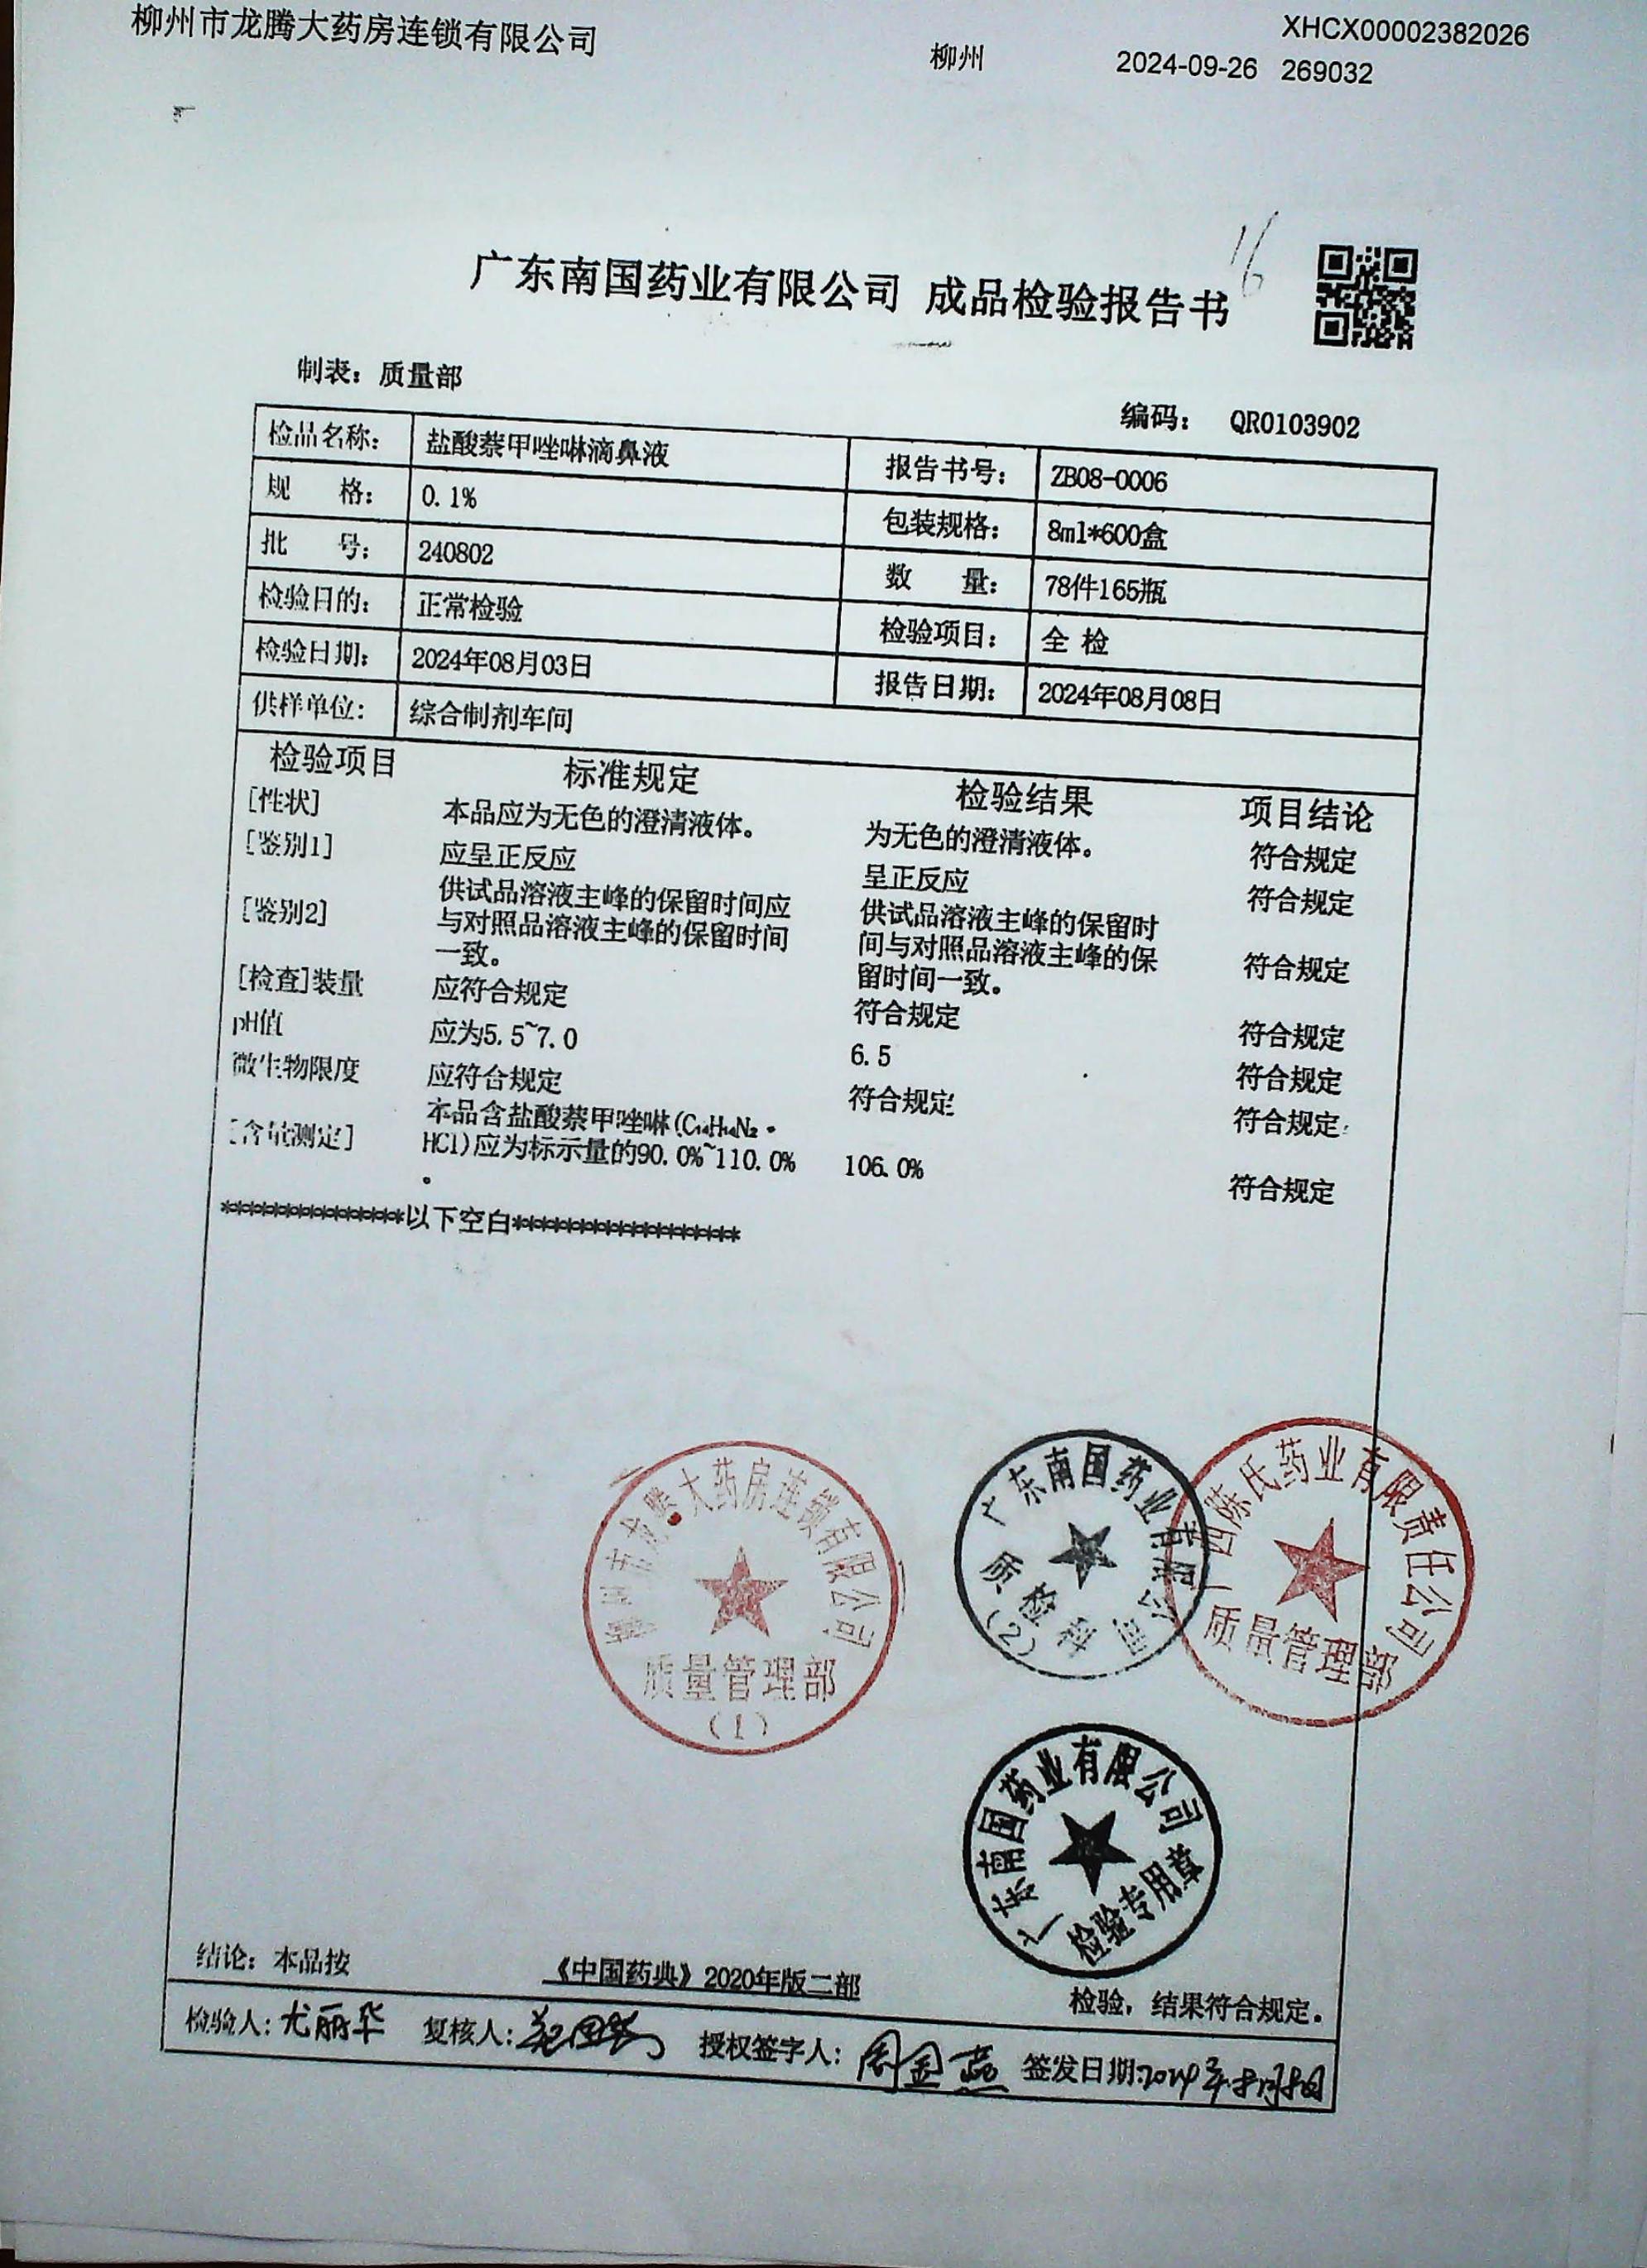 柳州市龙腾大药房连锁有限公司
柳州
XHCX00002382026
2024-09-26 269032
16
广东南国药业有限公司 成品检验报告书
制表：质量部
编码： QR0103902
检品名称： 盐酸萘甲唑啉滴鼻液 报告书号： ZB08-0006
规 格： 0.1% 包装规格： 8ml*600盒
批 号： 240802 数 量： 78件165瓶
检验目的： 正常检验 检验项目： 全 检
检验日期： 2024年08月03日 报告日期： 2024年08月08日
供样单位： 综合制剂车间
检验项目 标准规定 检验结果 项目结论
[性状] 本品应为无色的澄清液体。 为无色的澄清液体。 符合规定
[鉴别1] 应呈正反应 呈正反应 符合规定
供试品溶液主峰的保留时间应 供试品溶液主峰的保留时
[鉴别2] 与对照品溶液主峰的保留时间 间与对照品溶液主峰的保 符合规定
一致。 留时间一致。
[检查]装量 应符合规定 符合规定 符合规定
pH值 应为5.5~7.0 6.5 符合规定
微生物限度 应符合规定 符合规定 符合规定
本品含盐酸萘甲唑啉(C₁₄H₁₄N₂・
[含量测定] HCl)应为标示量的90.0%~110.0% 106.0% 符合规定
。
*****************以下空白*********************
柳州市龙腾大药房连锁有限公司
质量管理部
(1)
广东南国药业有限公司
质检科
(2)
广西陈氏药业有限责任公司
质量管理部
广东南国药业有限公司
检验专用章
结论：本品按 《中国药典》2020年版二部 检验，结果符合规定。
检验人：尤丽华 复核人： 授权签字人：周金燕 签发日期：2024年8月8日